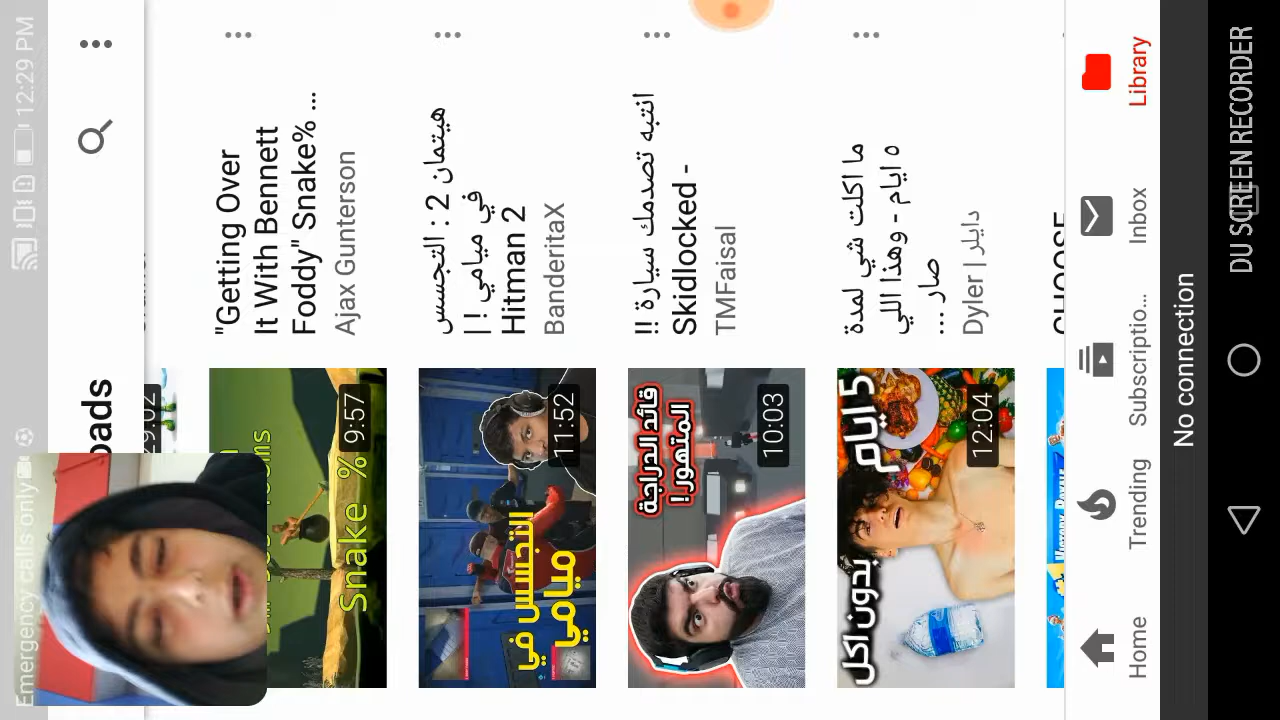 Emergency calls only
12:29 PM
oads
29:02
"Getting Over
It With Bennett
Foddy" Snake% ...
Ajax Gunterson
Snake %
9:57
هيتمان 2 : التجسس
في ميامي! |
Hitman 2
BanderitaX
التجسس في
ميامي
11:52
انتبه تصدمك سيارة !!
Skidlocked -
TMFaisal
قائد الدراجة
المتهور!
10:03
ما اكلت شي لمدة
٥ ايام - وهذا اللي
صار ...
Dyler | دايلر
5 ايام
بدون اكل
12:04
Home
Trending
Subscriptio...
Inbox
Library
No connection
DU SCREEN RECORDER